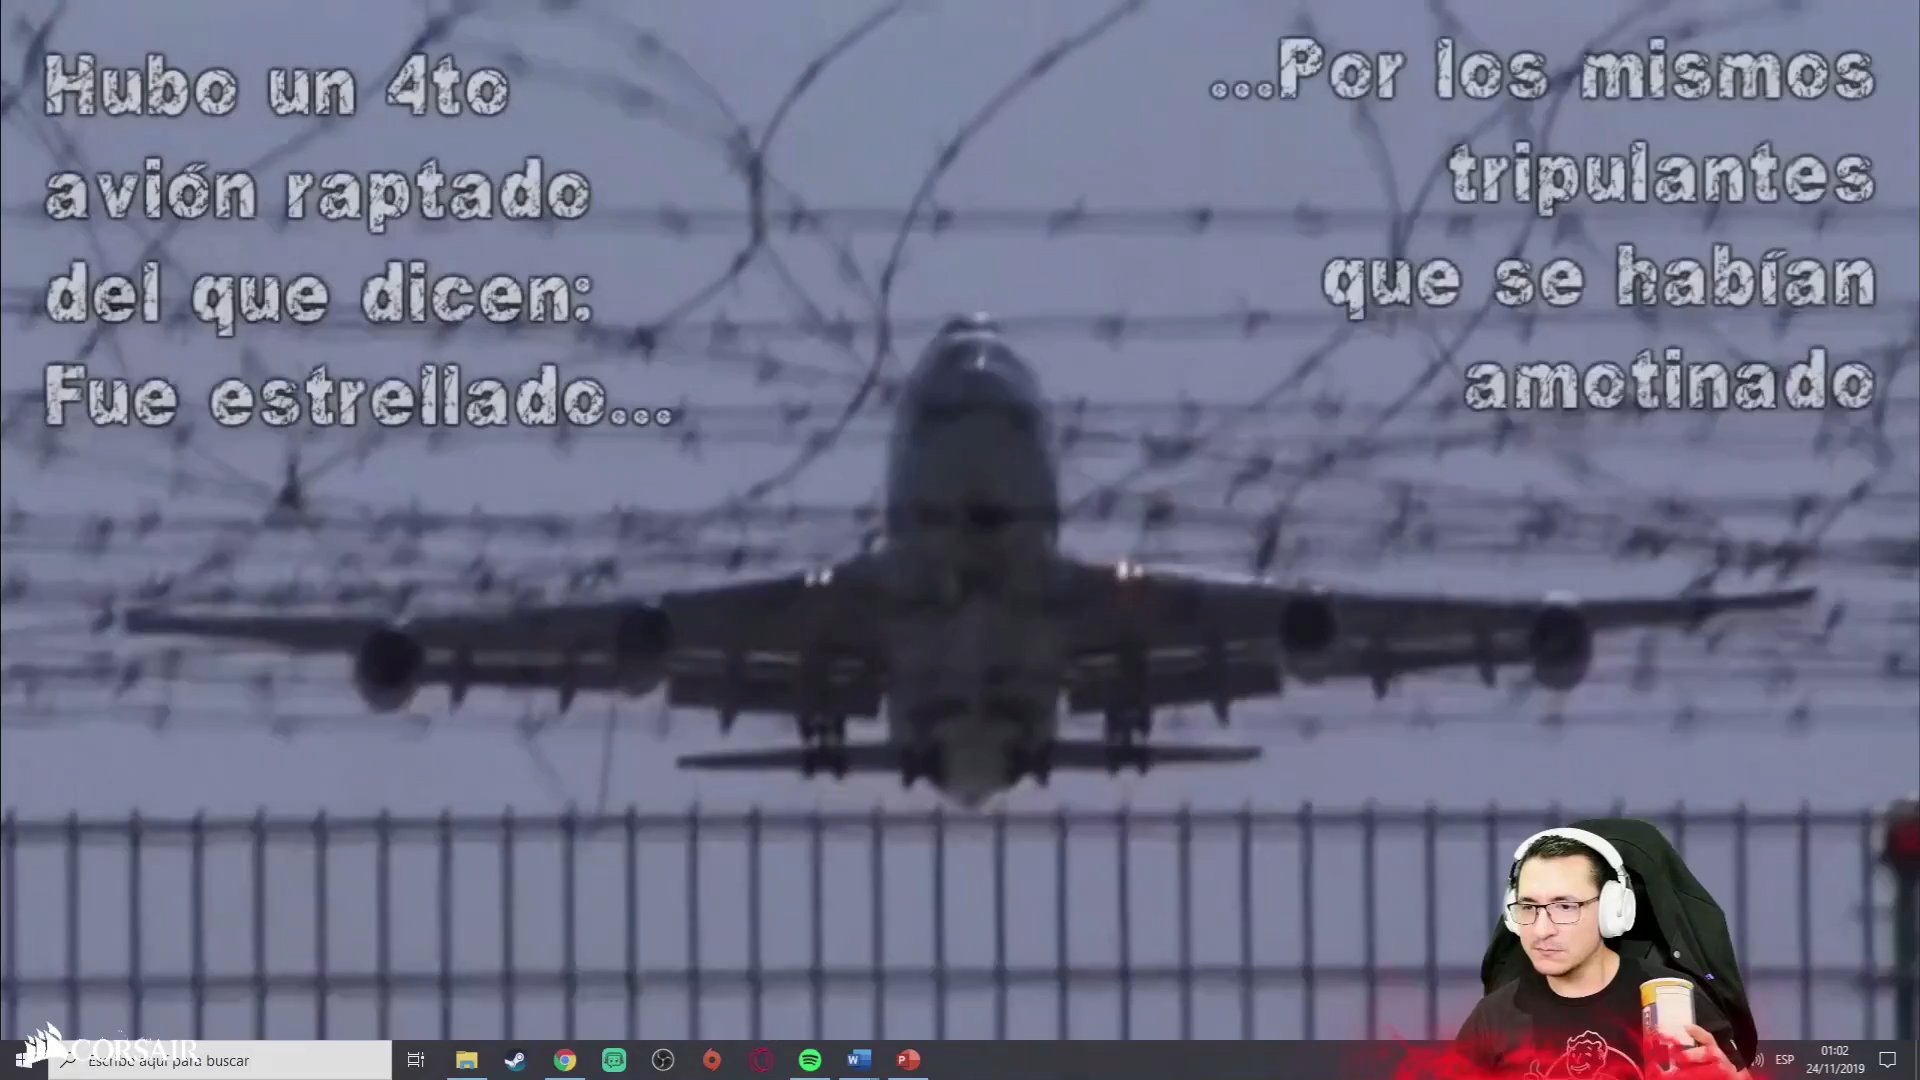 Hubo un 4to
avión raptado
del que dicen:
Fue estrellado...
...Por los mismos
tripulantes
que se habían
amotinado
CORSAIR
Escribe aquí para buscar
ESP
01:02
24/11/2019